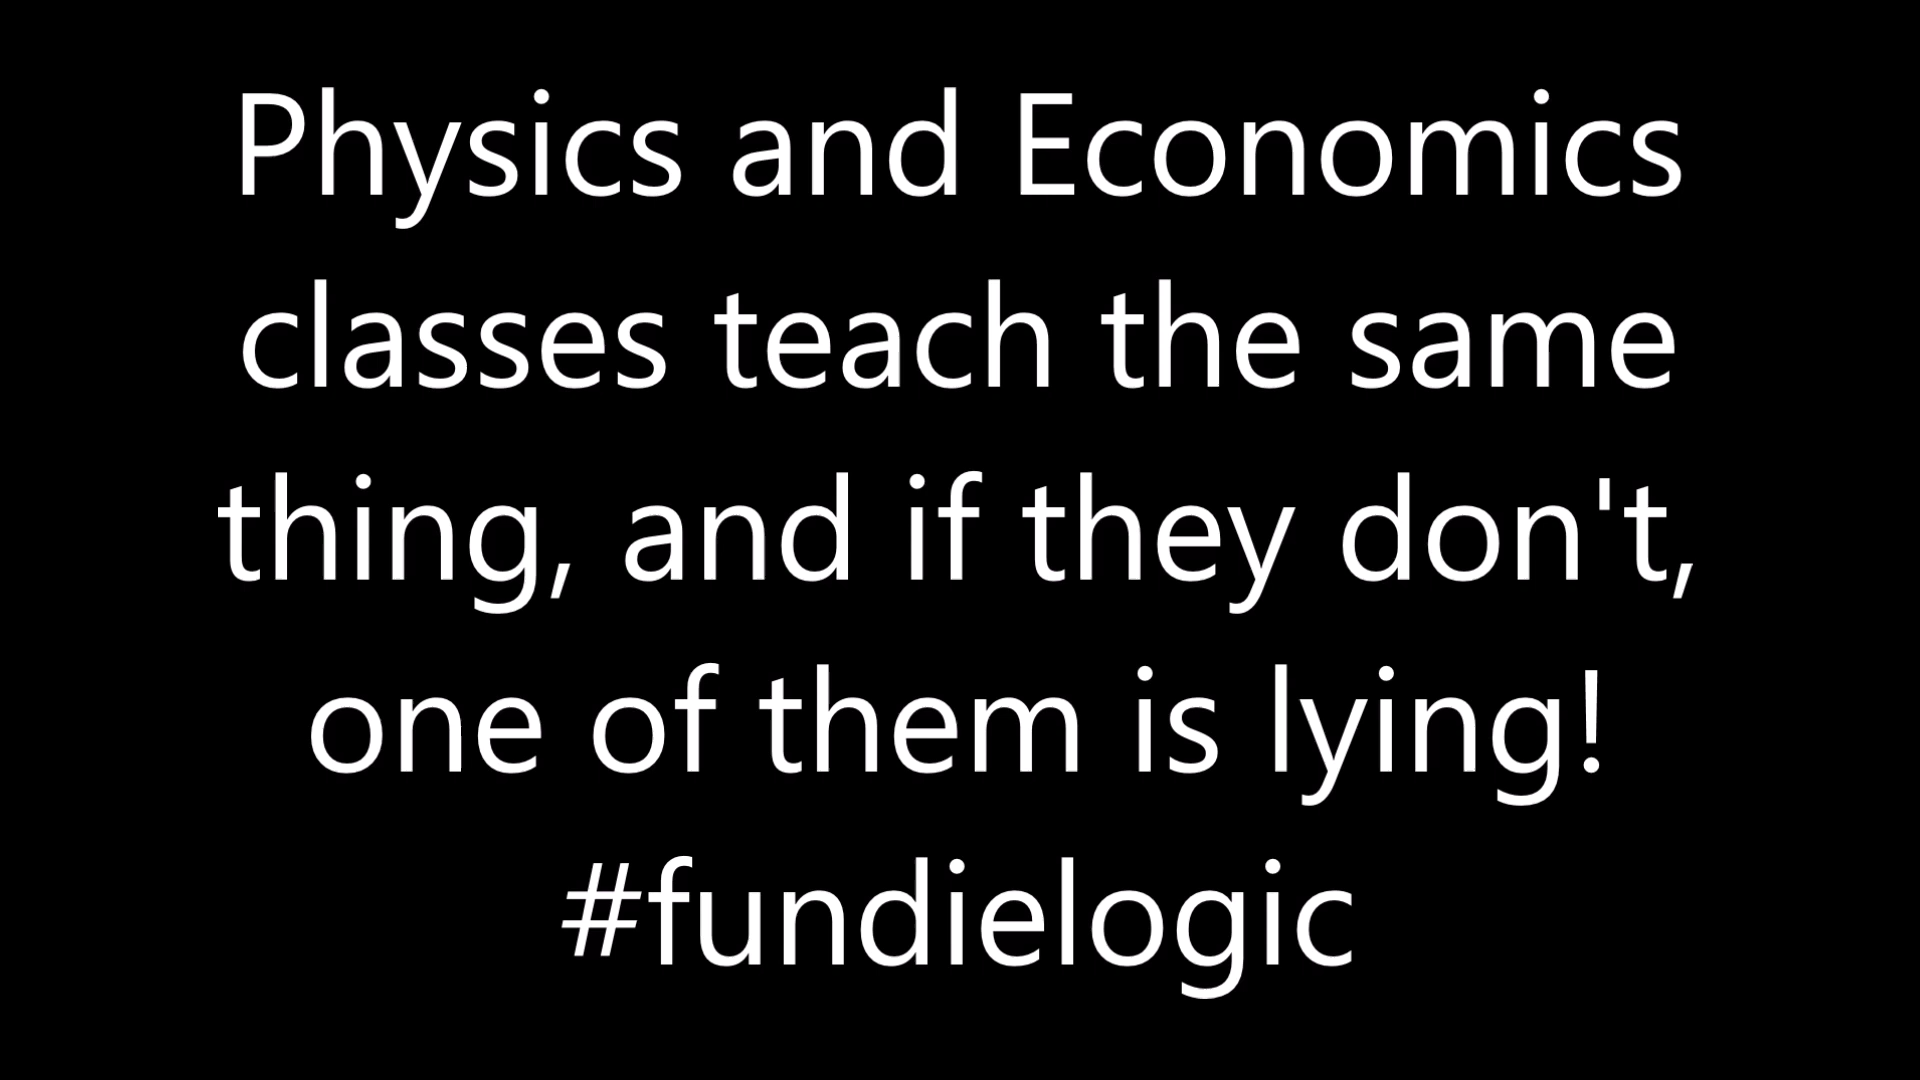 Physics and Economics
classes teach the same
thing, and if they don't,
one of them is lying!
#fundielogic